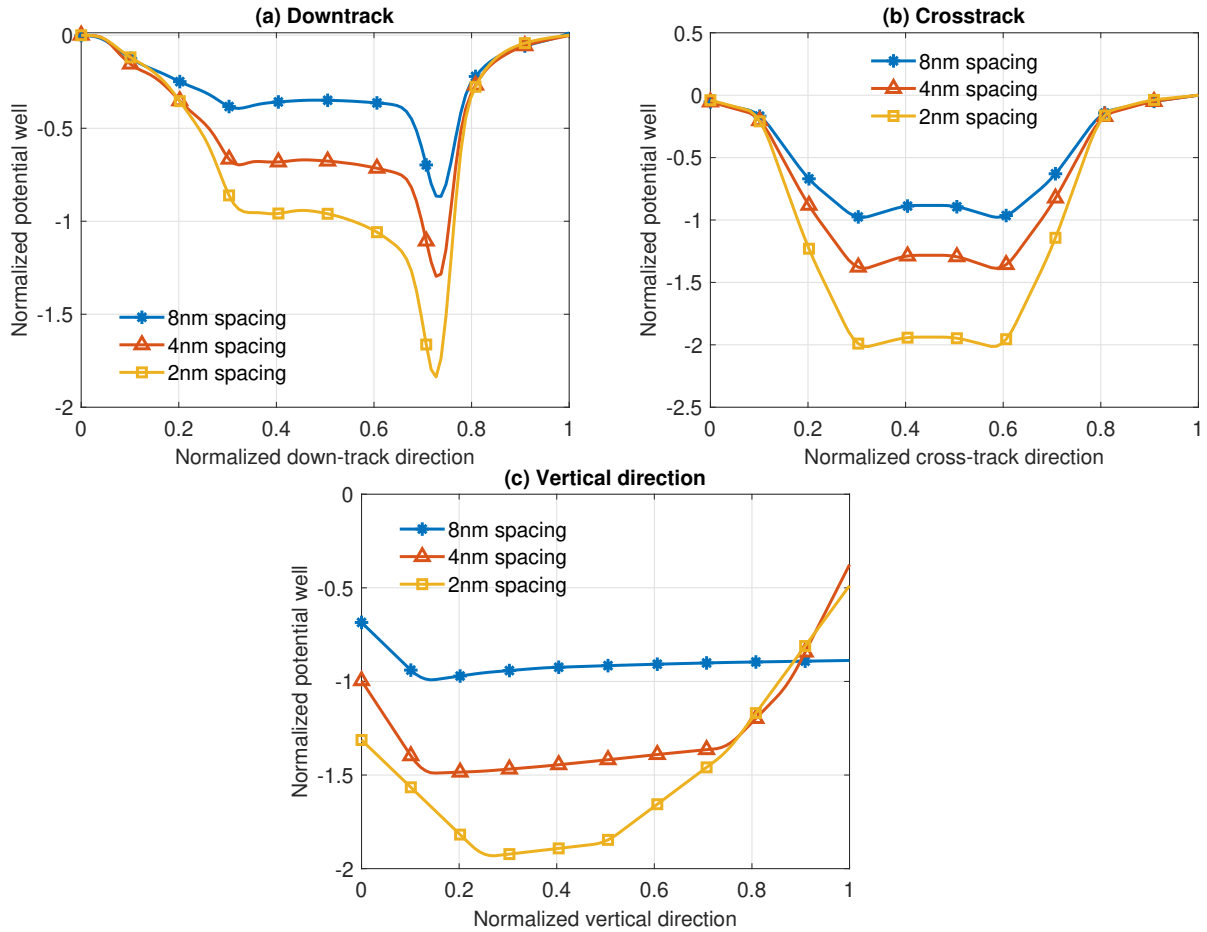 (a) Downtrack
0
-0.5
-1
-1.5
-2
Normalized potential well
8nm spacing
4nm spacing
2nm spacing
0 0.2 0.4 0.6 0.8 1
Normalized down-track direction
(b) Crosstrack
0.5
0
-0.5
-1
-1.5
-2
-2.5
Normalized potential well
8nm spacing
4nm spacing
2nm spacing
0 0.2 0.4 0.6 0.8 1
Normalized cross-track direction
(c) Vertical direction
0
-0.5
-1
-1.5
-2
Normalized potential well
8nm spacing
4nm spacing
2nm spacing
0 0.2 0.4 0.6 0.8 1
Normalized vertical direction